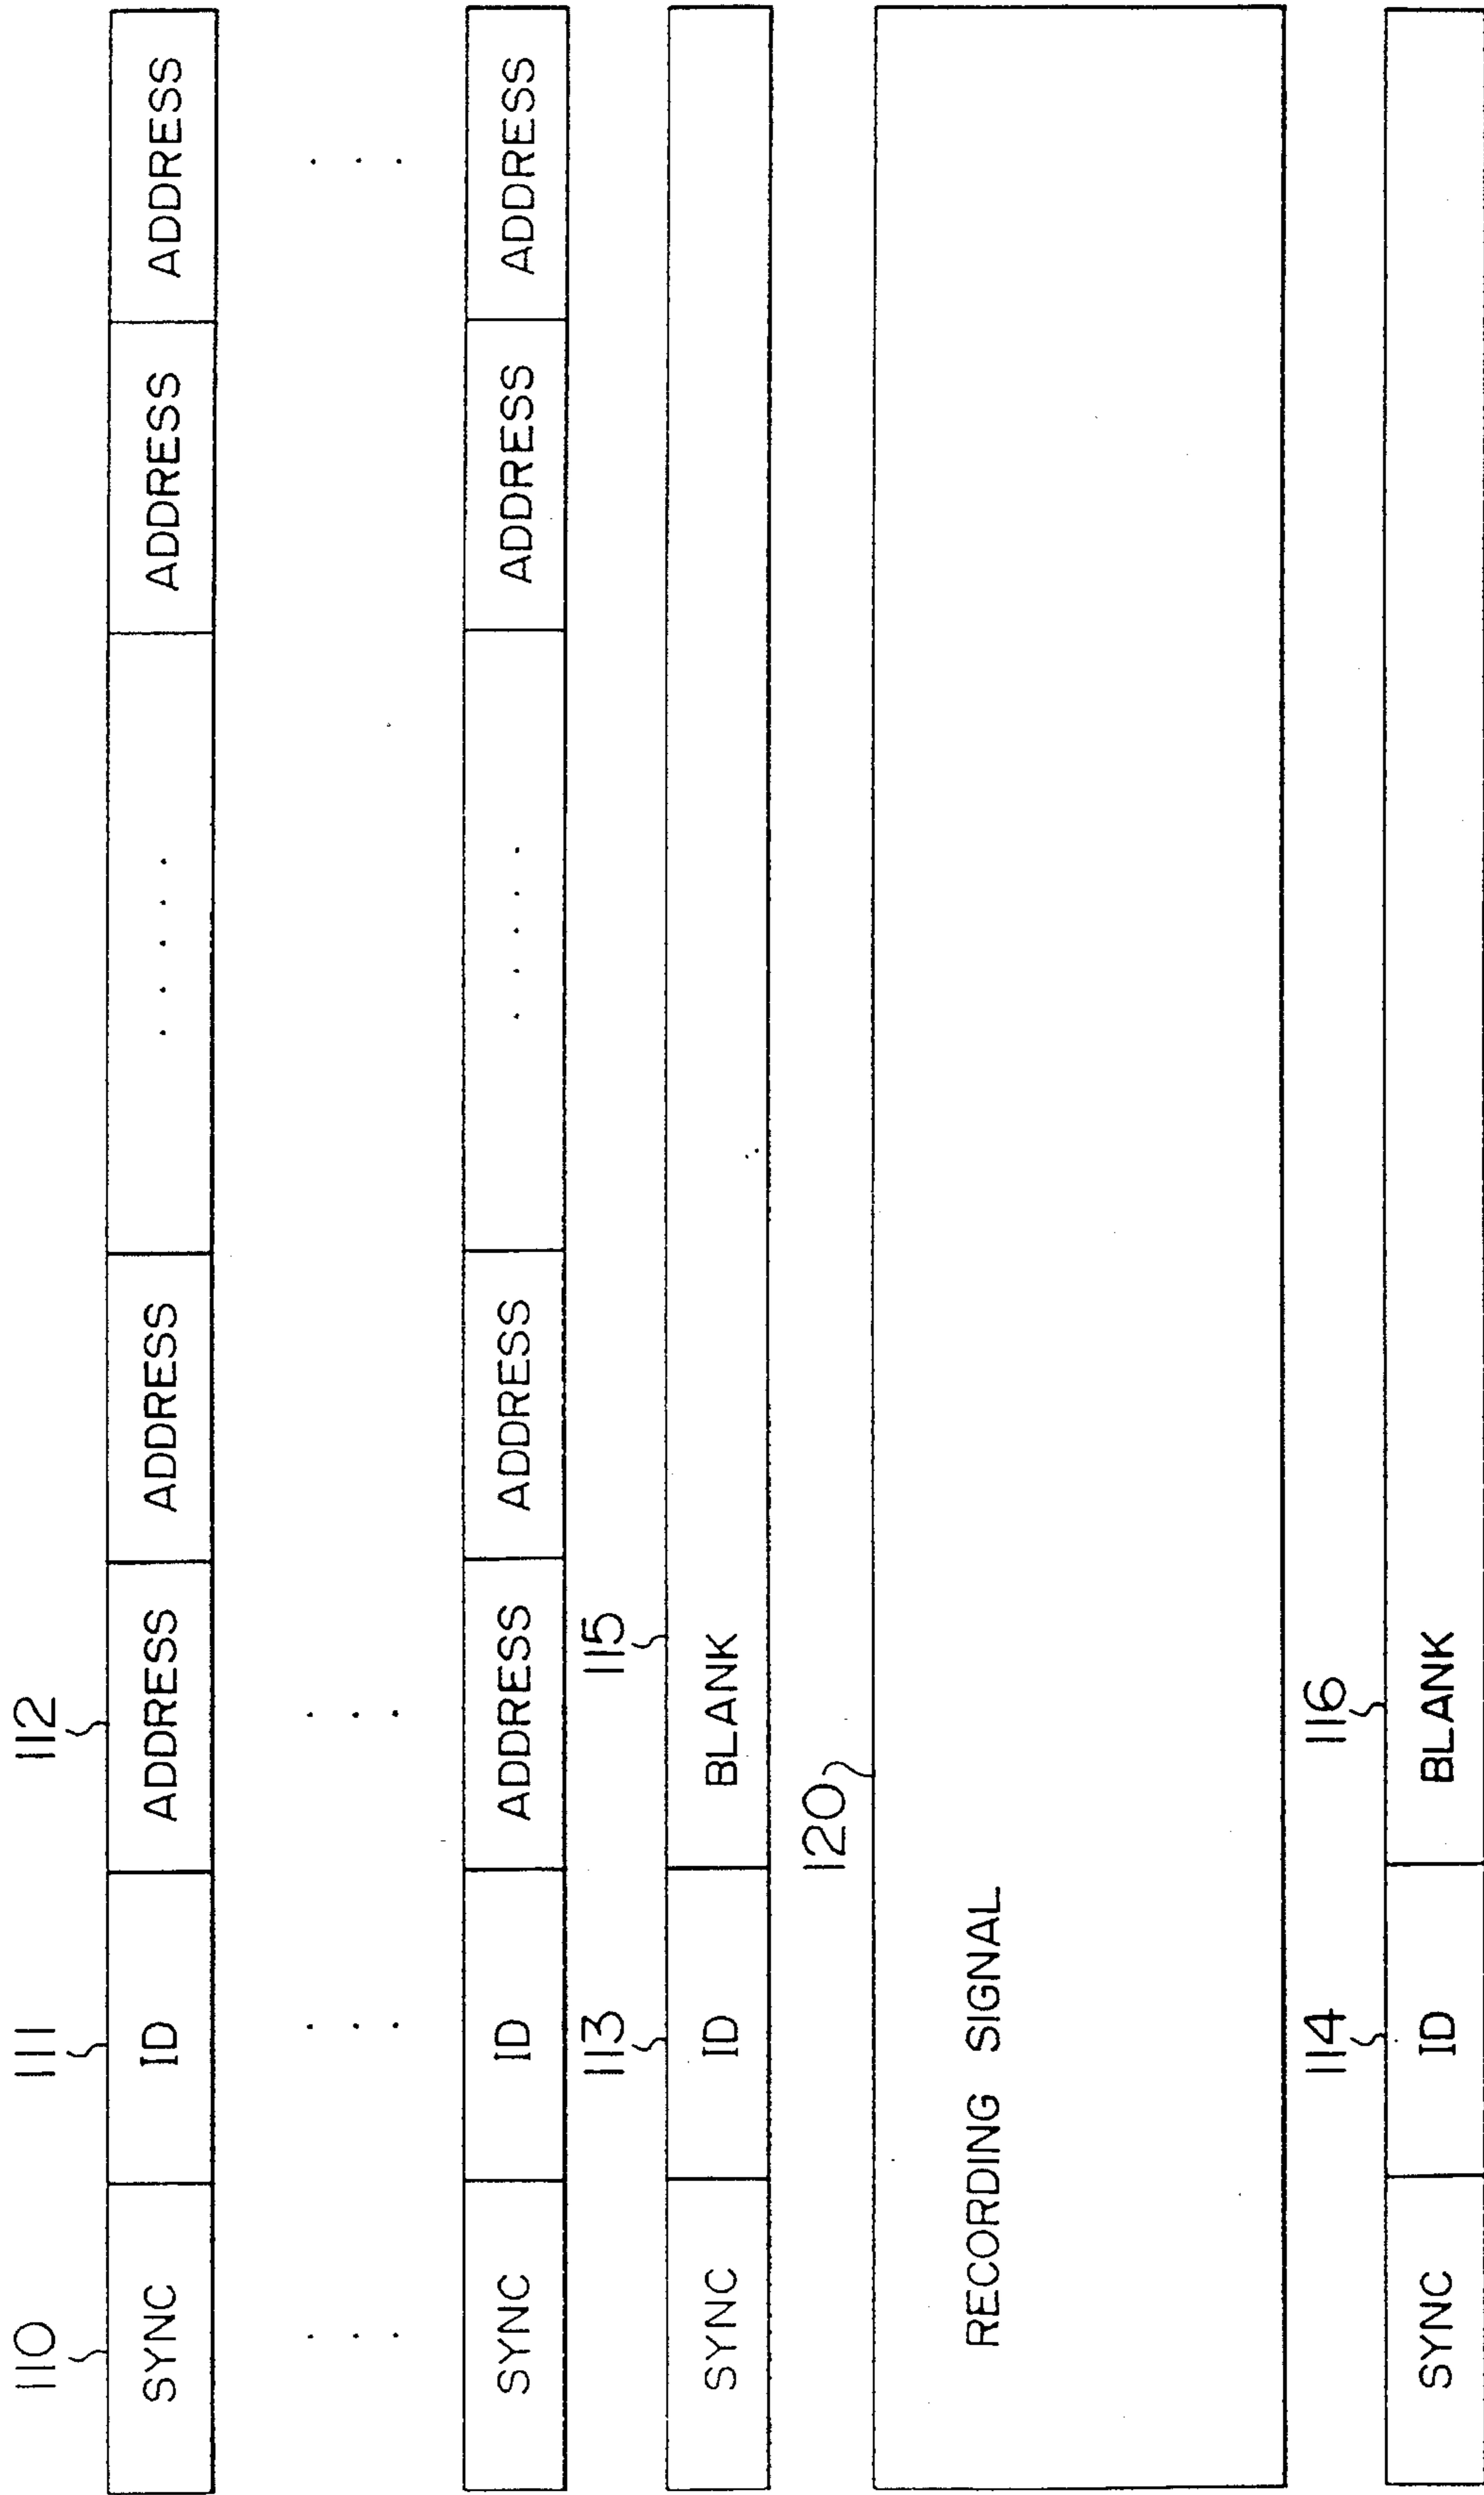 110 111 112
SYNC ID ADDRESS ADDRESS ..... ADDRESS ADDRESS
... ... ... ...
SYNC ID ADDRESS ADDRESS ..... ADDRESS ADDRESS
113 115
SYNC ID BLANK
120
RECORDING SIGNAL
114 116
SYNC ID BLANK